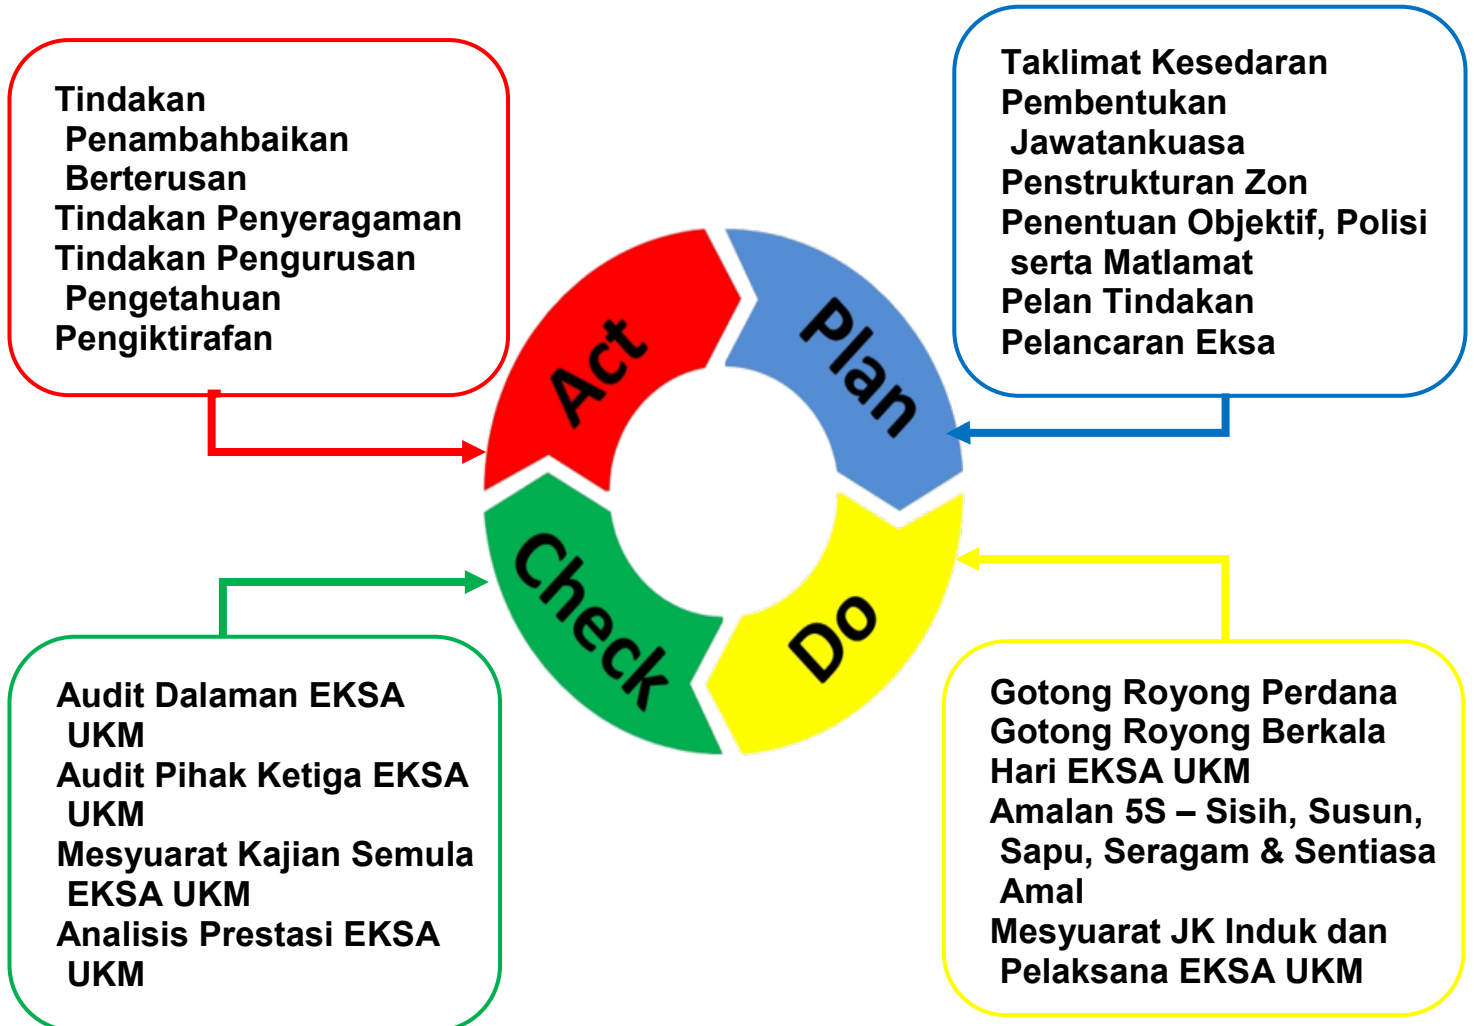 Tindakan
Penambahbaikan
Berterusan
Tindakan Penyeragaman
Tindakan Pengurusan
Pengetahuan
Pengiktirafan
Taklimat Kesedaran
Pembentukan
Jawatankuasa
Penstrukturan Zon
Penentuan Objektif, Polisi
serta Matlamat
Pelan Tindakan
Pelancaran Eksa
Act
Plan
Check
Do
Audit Dalaman EKSA
UKM
Audit Pihak Ketiga EKSA
UKM
Mesyuarat Kajian Semula
EKSA UKM
Analisis Prestasi EKSA
UKM
Gotong Royong Perdana
Gotong Royong Berkala
Hari EKSA UKM
Amalan 5S – Sisih, Susun,
Sapu, Seragam & Sentiasa
Amal
Mesyuarat JK Induk dan
Pelaksana EKSA UKM